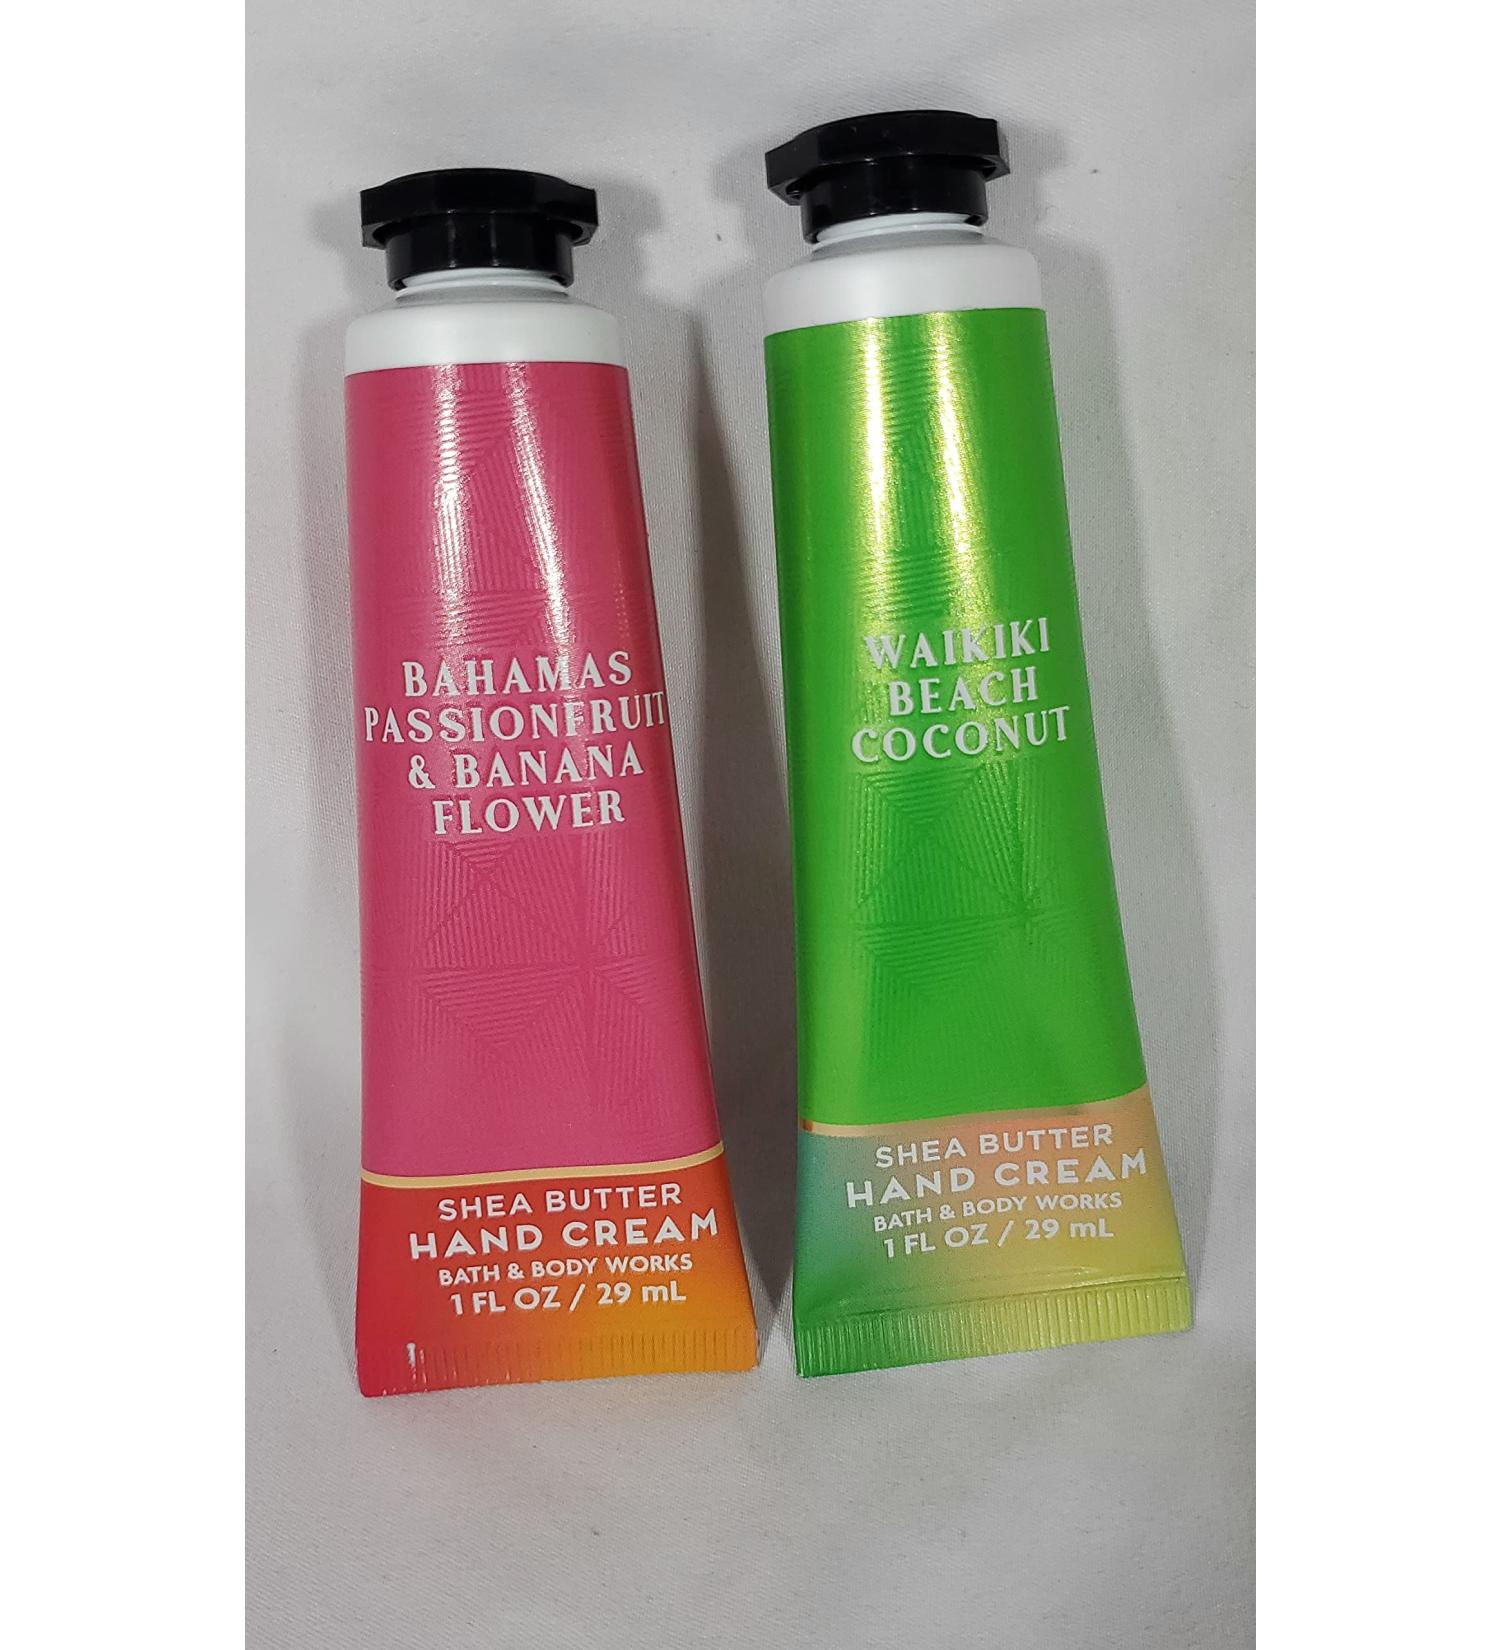 BAHAMAS
PASSIONFRUIT
& BANANA
FLOWER
SHEA BUTTER
HAND CREAM
BATH & BODY WORKS
1 FL OZ / 29 mL
WAIKIKI
BEACH
COCONUT
SHEA BUTTER
HAND CREAM
BATH & BODY WORKS
1 FL OZ / 29 mL